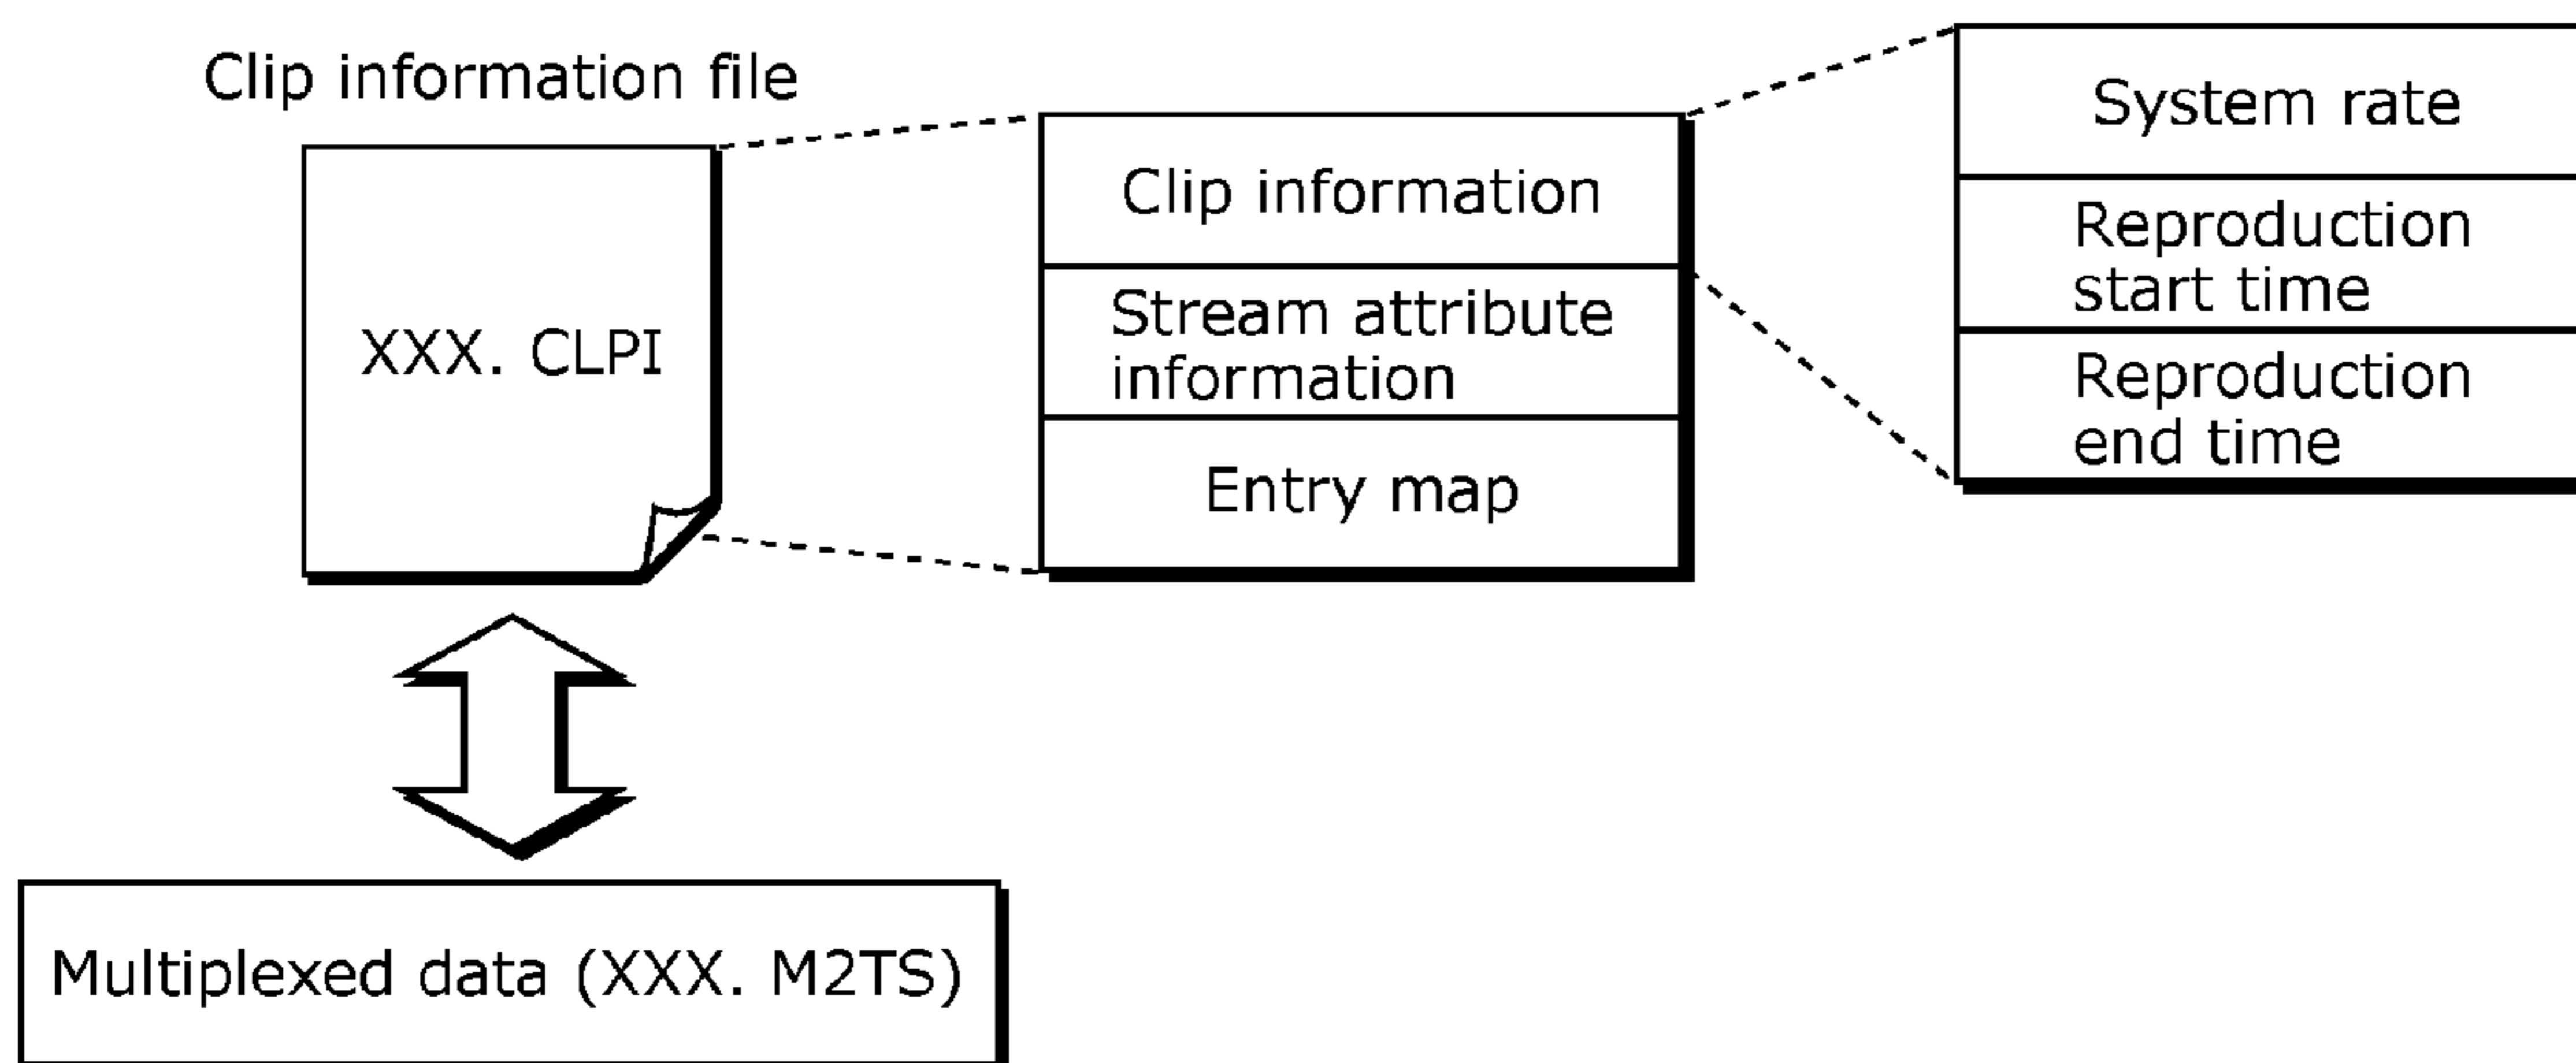 Clip information file
XXX. CLPI
Clip information
Stream attribute
information
Entry map
System rate
Reproduction
start time
Reproduction
end time
Multiplexed data (XXX. M2TS)